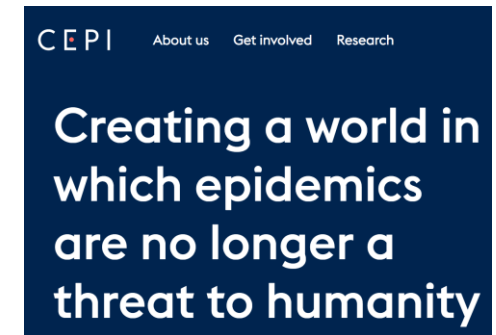 CEPI About us Get involved Research
Creating a world in
which epidemics
are no longer a
threat to humanity